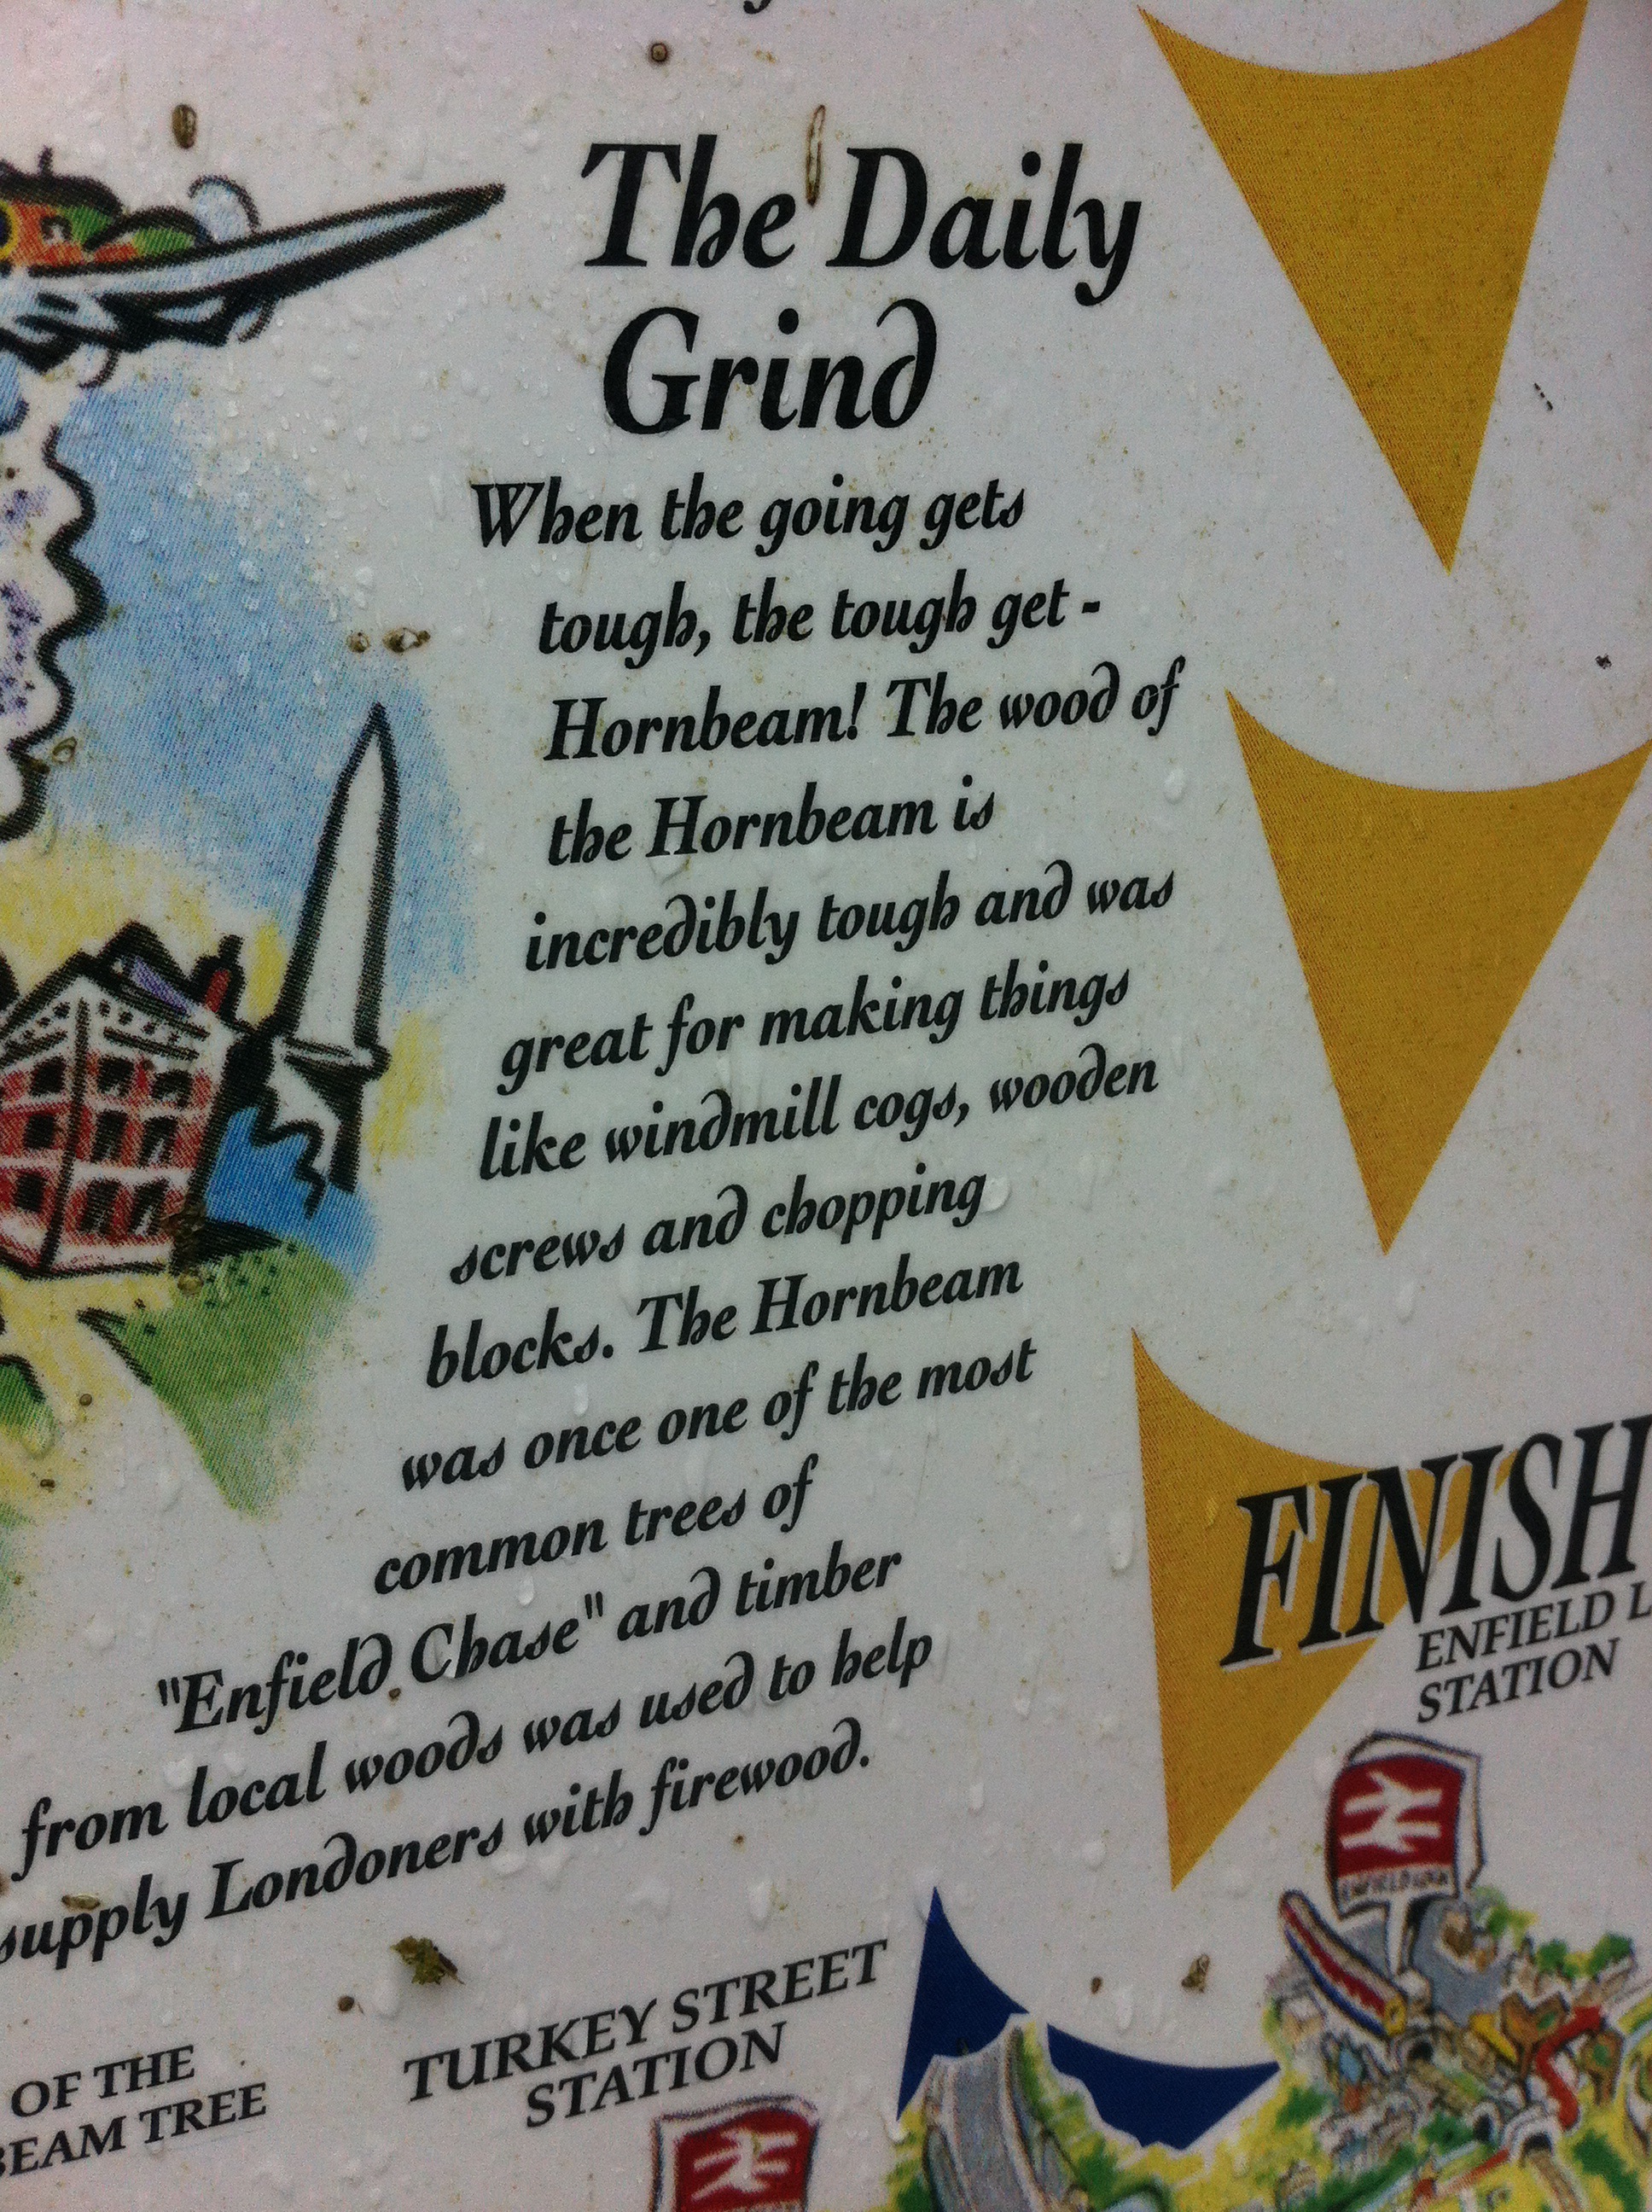 The Daily
Grind
When the going gets
tough, the tough get -
Hornbeam! The wood of
the Hornbeam is
incredibly tough and was
great for making things
like windmill cogs, wooden
screws and chopping
blocks. The Hornbeam
was once one of the most
common trees of
"Enfield Chase" and timber
from local woods was used to help
supply Londoners with firewood.
FINISH
ENFIELD L
STATION
OF THE
BEAM TREE
TURKEY STREET
STATION